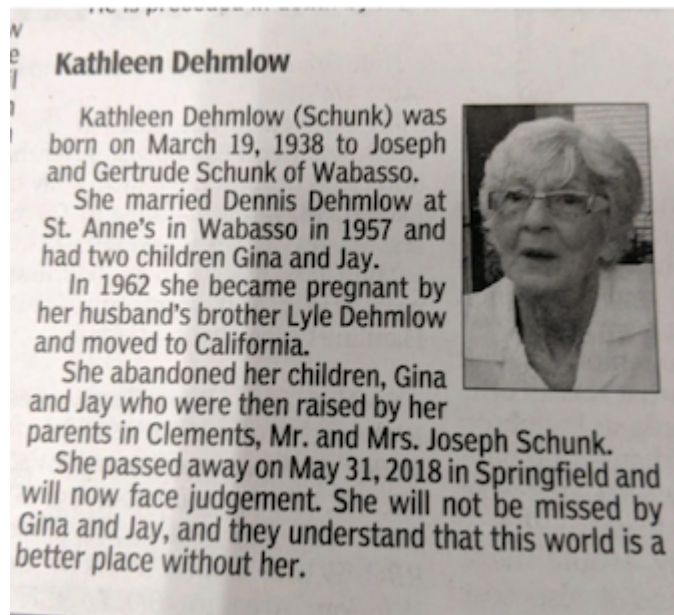 Kathleen Dehmlow
Kathleen Dehmlow (Schunk) was
born on March 19, 1938 to Joseph
and Gertrude Schunk of Wabasso.
She married Dennis Dehmlow at
St. Anne's in Wabasso in 1957 and
had two children Gina and Jay.
In 1962 she became pregnant by
her husband's brother Lyle Dehmlow
and moved to California.
She abandoned her children, Gina
and Jay who were then raised by her
parents in Clements, Mr. and Mrs. Joseph Schunk.
She passed away on May 31, 2018 in Springfield and
will now face judgement. She will not be missed by
Gina and Jay, and they understand that this world is a
better place without her.